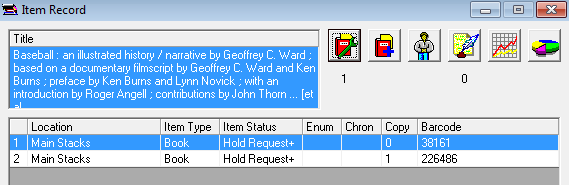 Item Record
Title
Baseball : an illustrated history / narrative by Geoffrey C. Ward ;
based on a documentary filmscript by Geoffrey C. Ward and Ken
Burns ; preface by Ken Burns and Lynn Novick ; with an
introduction by Roger Angell ; contributions by John Thorn ... [et
al
1 0
Location Item Type Item Status Enum Chron Copy Barcode
1 Main Stacks Book Hold Request+ 0 38161
2 Main Stacks Book Hold Request+ 1 226486